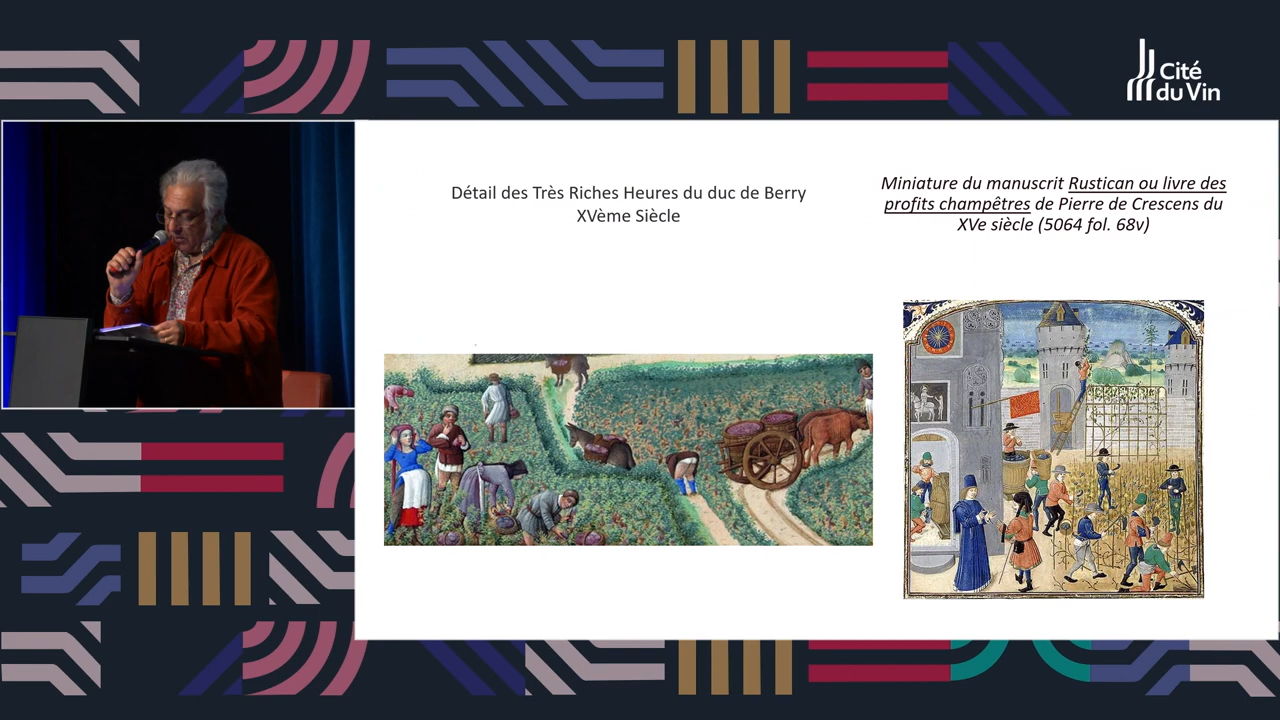 Cité
du Vin
Détail des Très Riches Heures du duc de Berry
XVème Siècle
Miniature du manuscrit Rustican ou livre des
profits champêtres de Pierre de Crescens du
XVe siècle (5064 fol. 68v)